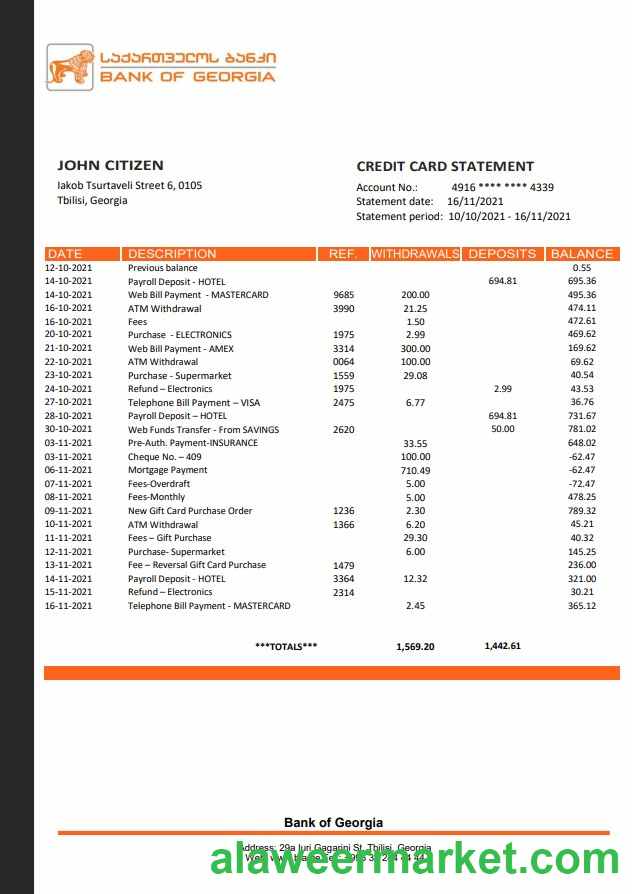 ᲡᲐᲥᲐᲠᲗᲕᲔᲚᲝᲡ ᲑᲐᲜᲙᲘ
BANK OF GEORGIA
JOHN CITIZEN
Iakob Tsurtaveli Street 6, 0105
Tbilisi, Georgia
CREDIT CARD STATEMENT
Account No.: 4916 **** **** 4339
Statement date: 16/11/2021
Statement period: 10/10/2021 - 16/11/2021
DATE DESCRIPTION REF. WITHDRAWALS DEPOSITS BALANCE
12-10-2021 Previous balance 0.55
14-10-2021 Payroll Deposit - HOTEL 694.81 695.36
14-10-2021 Web Bill Payment - MASTERCARD 9685 200.00 495.36
16-10-2021 ATM Withdrawal 3990 21.25 474.11
16-10-2021 Fees 1.50 472.61
20-10-2021 Purchase - ELECTRONICS 1975 2.99 469.62
21-10-2021 Web Bill Payment - AMEX 3314 300.00 169.62
22-10-2021 ATM Withdrawal 0064 100.00 69.62
23-10-2021 Purchase - Supermarket 1559 29.08 40.54
24-10-2021 Refund – Electronics 1975 2.99 43.53
27-10-2021 Telephone Bill Payment – VISA 2475 6.77 36.76
28-10-2021 Payroll Deposit – HOTEL 694.81 731.67
30-10-2021 Web Funds Transfer - From SAVINGS 2620 50.00 781.02
03-11-2021 Pre-Auth. Payment-INSURANCE 33.55 648.02
03-11-2021 Cheque No. – 409 100.00 -62.47
06-11-2021 Mortgage Payment 710.49 -62.47
07-11-2021 Fees-Overdraft 5.00 -72.47
08-11-2021 Fees-Monthly 5.00 478.25
09-11-2021 New Gift Card Purchase Order 1236 2.30 789.32
10-11-2021 ATM Withdrawal 1366 6.20 45.21
11-11-2021 Fees – Gift Purchase 29.30 40.32
12-11-2021 Purchase- Supermarket 6.00 145.25
13-11-2021 Fee – Reversal Gift Card Purchase 1479 236.00
14-11-2021 Payroll Deposit - HOTEL 3364 12.32 321.00
15-11-2021 Refund – Electronics 2314 30.21
16-11-2021 Telephone Bill Payment - MASTERCARD 2.45 365.12
***TOTALS*** 1,569.20 1,442.61
Bank of Georgia
Address: 29a Iuri Gagarini St, Tbilisi, Georgia
alaweermarket.com